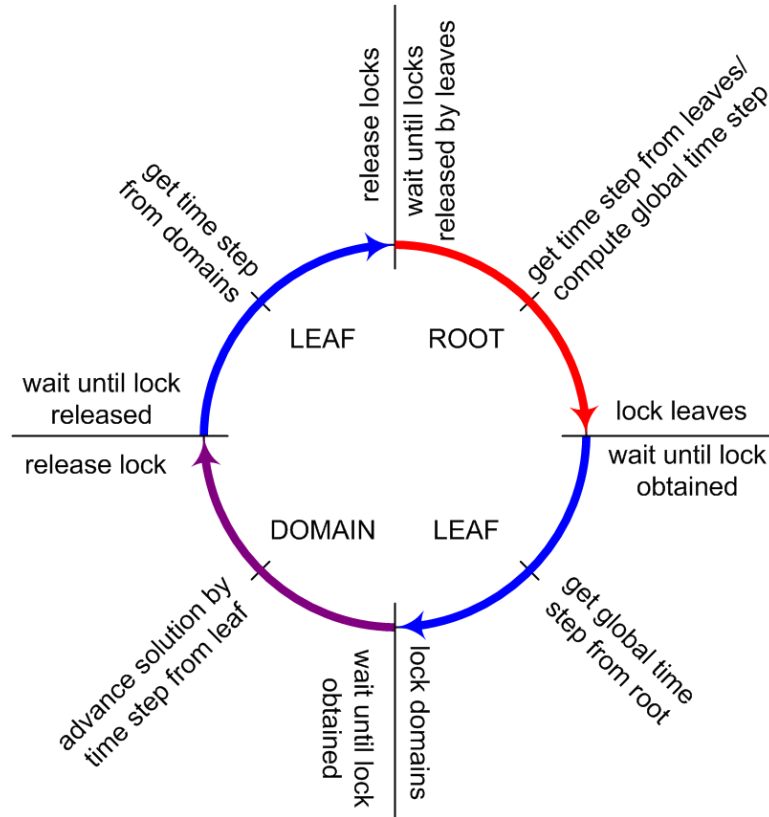 release locks
wait until locks
released by leaves
get time step from leaves/
compute global time step
get time step
from domains
LEAF
ROOT
wait until lock
released
lock leaves
release lock
wait until lock
obtained
DOMAIN
LEAF
advance solution by
time step from leaf
wait until lock
obtained
lock domains
get global time
step from root